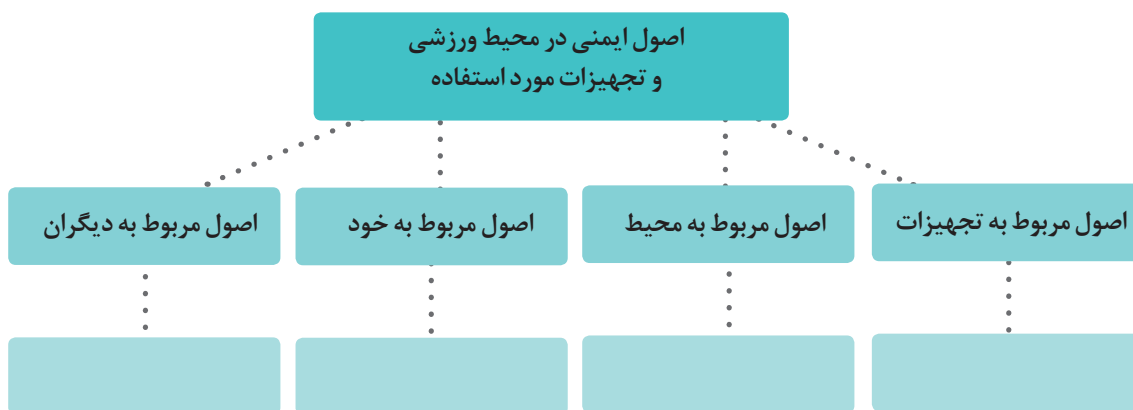 اصول ایمنی در محیط ورزشی
و تجهیزات مورد استفاده
اصول مربوط به تجهیزات
اصول مربوط به محیط
اصول مربوط به خود
اصول مربوط به دیگران